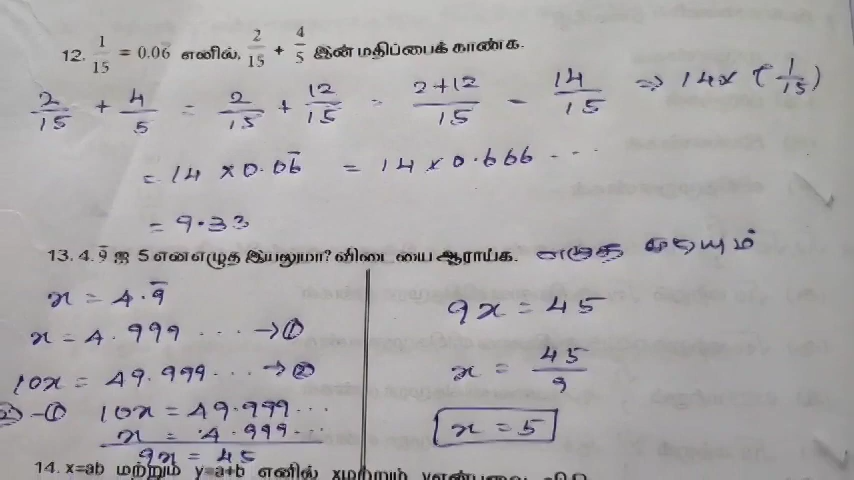 12. 1/15 = 0.06̄ எனில், 2/15 + 4/5 இன் மதிப்பைக் காண்க.
2/15 + 4/5 = 2/15 + 12/15 = 2+12/15 = 14/15 ⇒ 14 x (1/15)
= 14 x 0.06̄ = 14 x 0.666 ...
= 9.33
13. 4.9̄ ஐ 5 என எழுத இயலுமா? விடை யை ஆராய்க. எழுத முடியும்
x = 4.9̄
x = 4.999 .... → ①
10x = 49.999... → ②
② - ① 10x = 49.999...
x = 4.999...
9x = 45
9x = 45
x = 45/9
x = 5
14. x=ab மற்றும் y=a+b எனில் xமற்றும்